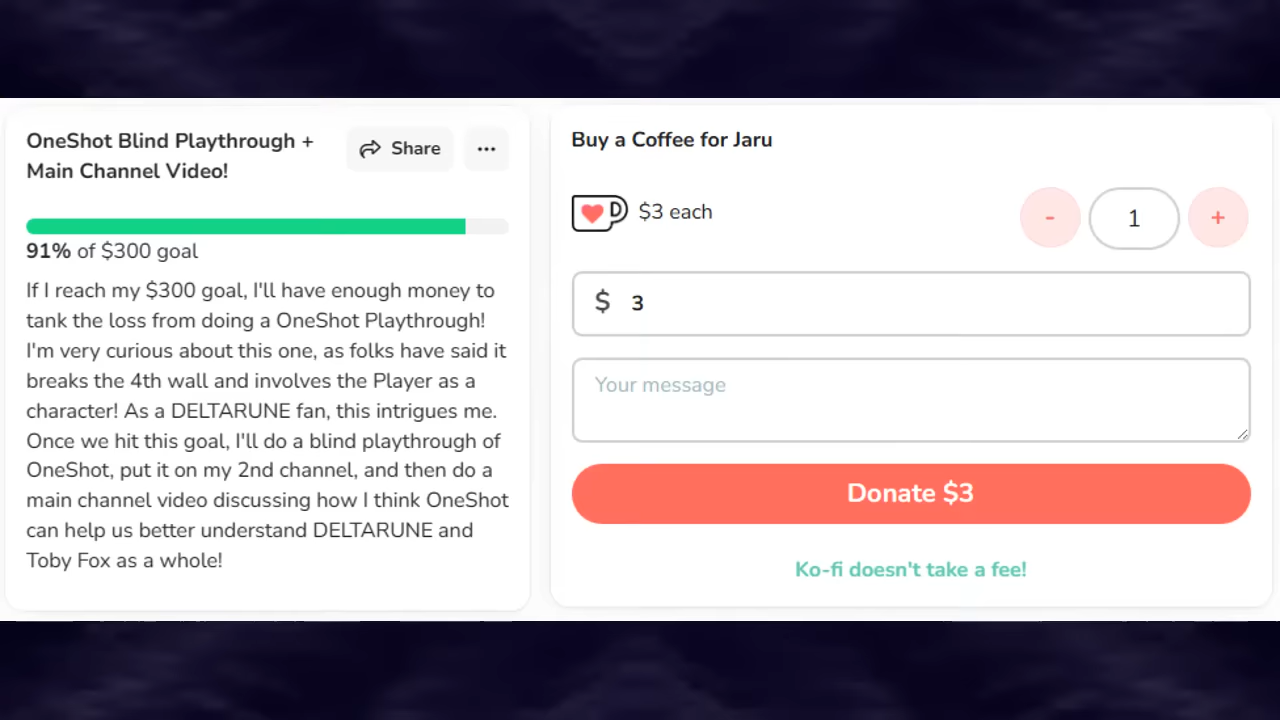 OneShot Blind Playthrough +
Main Channel Video!
Share
...
91% of $300 goal
If I reach my $300 goal, I'll have enough money to
tank the loss from doing a OneShot Playthrough!
I'm very curious about this one, as folks have said it
breaks the 4th wall and involves the Player as a
character! As a DELTARUNE fan, this intrigues me.
Once we hit this goal, I'll do a blind playthrough of
OneShot, put it on my 2nd channel, and then do a
main channel video discussing how I think OneShot
can help us better understand DELTARUNE and
Toby Fox as a whole!
Buy a Coffee for Jaru
$3 each
- 1 +
$ 3
Your message
Donate $3
Ko-fi doesn't take a fee!